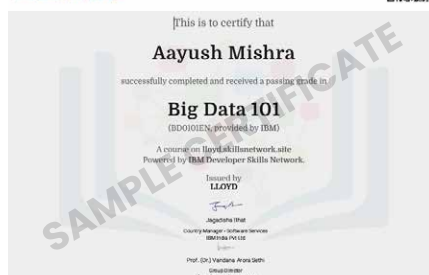 This is to certify that
Aayush Mishra
successfully completed and received a passing grade in
Big Data 101
(BD0101EN, provided by IBM)
A course on lloyd.skillsnetwork.site
Powered by IBM Developer Skills Network.
Issued by
LLOYD
Jagadisha Bhat
Country Manager - Software Services
IBM India Pvt Ltd
Prof. (Dr.) Vandana Arora Sethi
Group Director
SAMPLE CERTIFICATE